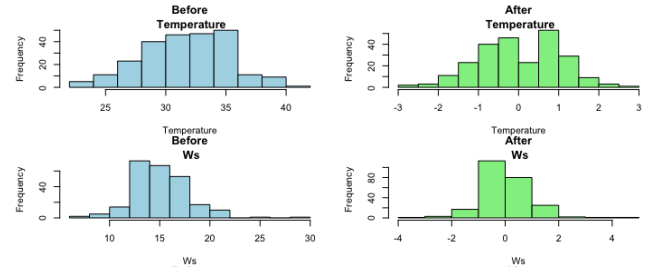 Before
Temperature
Frequency
0 20 40
25 30 35 40
Temperature
After
Temperature
Frequency
0 20 40
-3 -2 -1 0 1 2 3
Temperature
Before
Ws
Frequency
0 40
10 15 20 25 30
Ws
After
Ws
Frequency
0 40 80
-4 -2 0 2 4
Ws